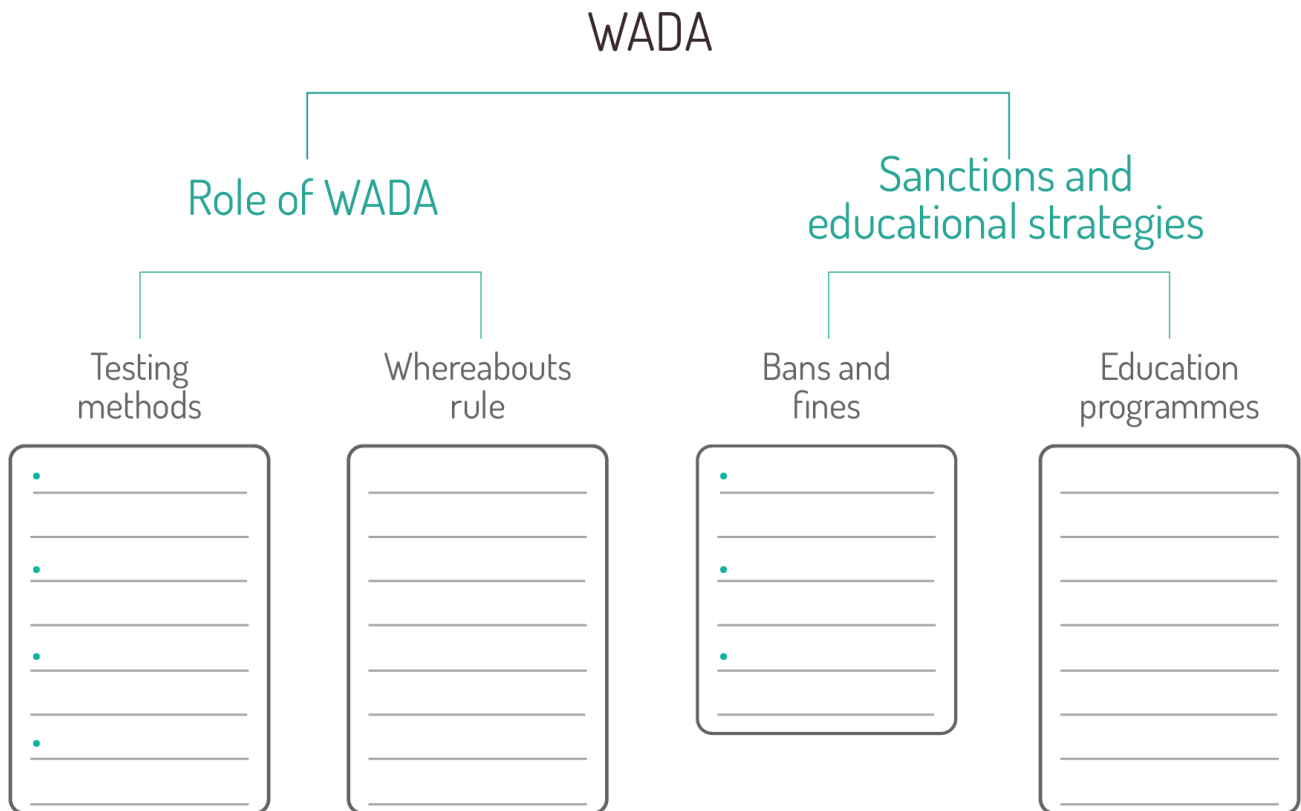 WADA
Role of WADA
Sanctions and
educational strategies
Testing
methods
Whereabouts
rule
Bans and
fines
Education
programmes